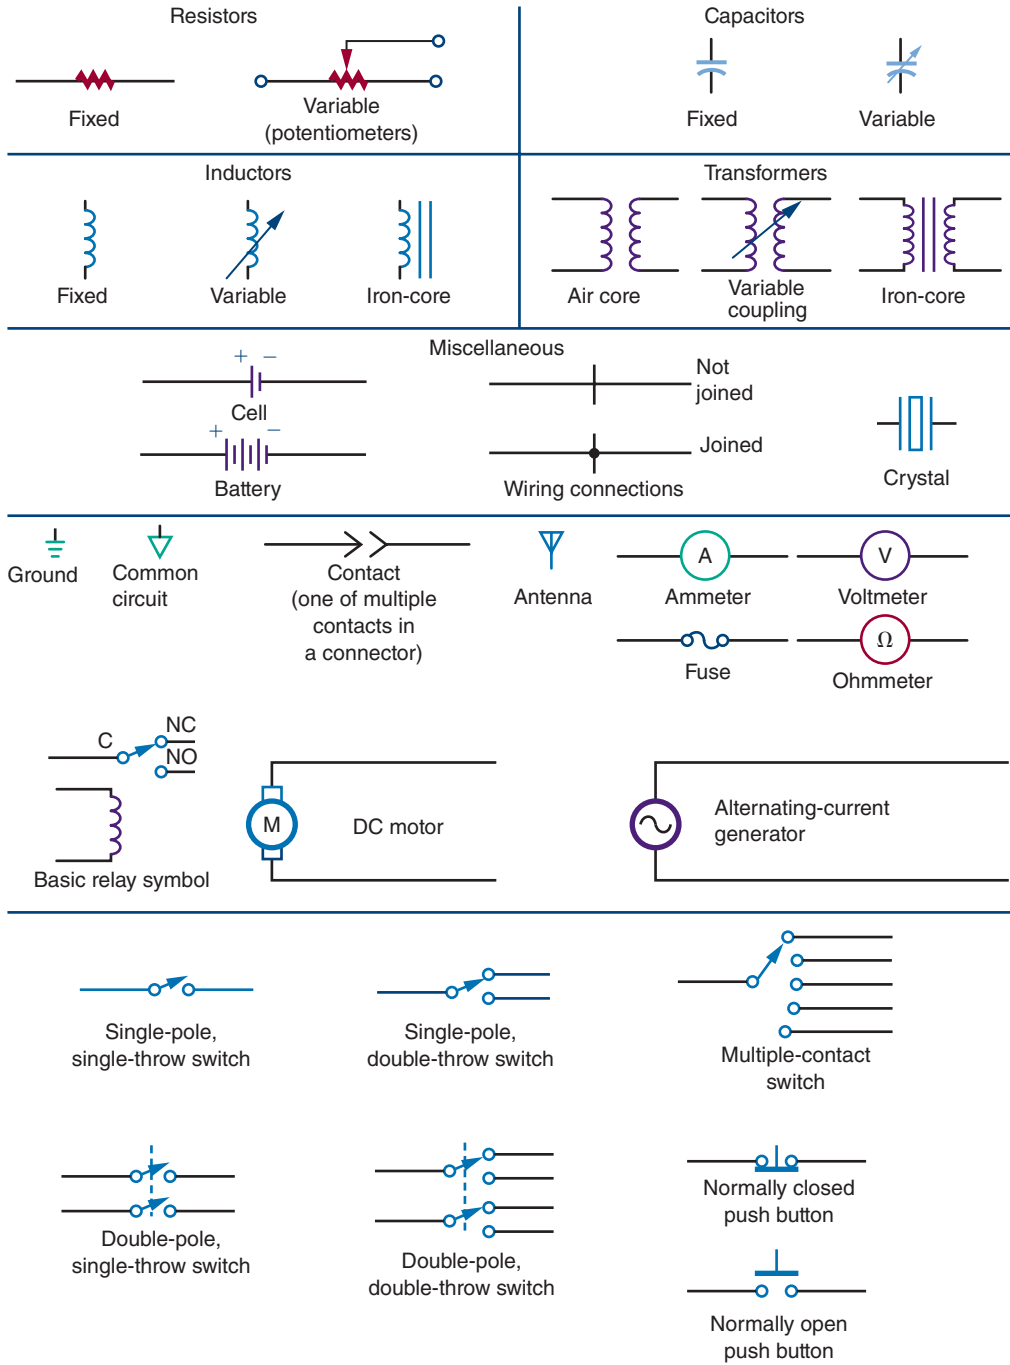 Resistors
Fixed
Variable
(potentiometers)
Capacitors
Fixed
Variable
Inductors
Fixed
Variable
Iron-core
Transformers
Air core
Variable
coupling
Iron-core
Miscellaneous
+ −
Cell
+ −
Battery
Not
joined
Joined
Wiring connections
Crystal
Ground
Common
circuit
Contact
(one of multiple
contacts in
a connector)
Antenna
A
Ammeter
V
Voltmeter
Fuse
Ω
Ohmmeter
C
NC
NO
Basic relay symbol
M
DC motor
Alternating-current
generator
Single-pole,
single-throw switch
Single-pole,
double-throw switch
Multiple-contact
switch
Double-pole,
single-throw switch
Double-pole,
double-throw switch
Normally closed
push button
Normally open
push button